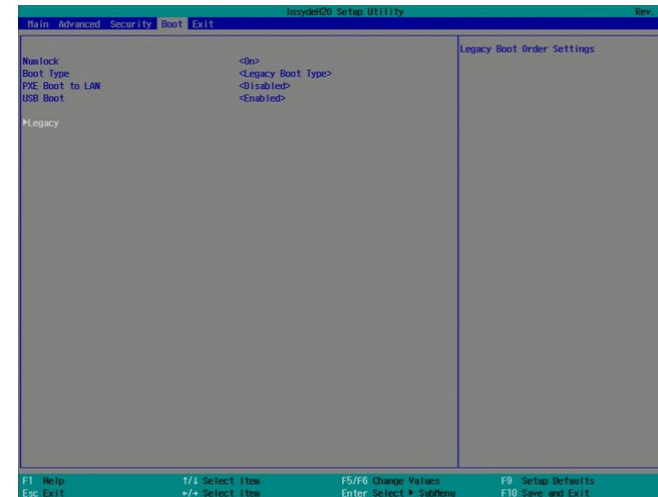 InsydeH20 Setup Utility Rev.
Main Advanced Security Boot Exit
Legacy Boot Order Settings
Numlock <On>
Boot Type <Legacy Boot Type>
PXE Boot to LAN <Disabled>
USB Boot <Enabled>
▶Legacy
F1 Help ↑/↓ Select Item F5/F6 Change Values F9 Setup Defaults
Esc Exit ←/→ Select Item Enter Select ▶ SubMenu F10 Save and Exit